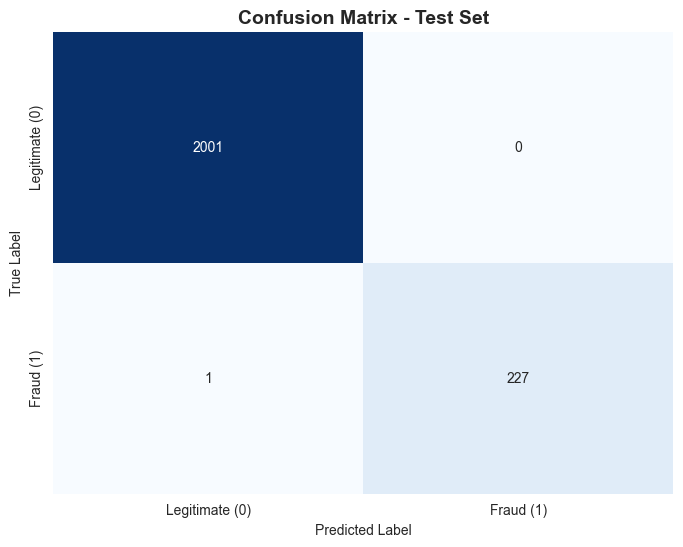 Confusion Matrix - Test Set
Legitimate (0)
2001
0
True Label
Fraud (1)
1
227
Legitimate (0)
Fraud (1)
Predicted Label